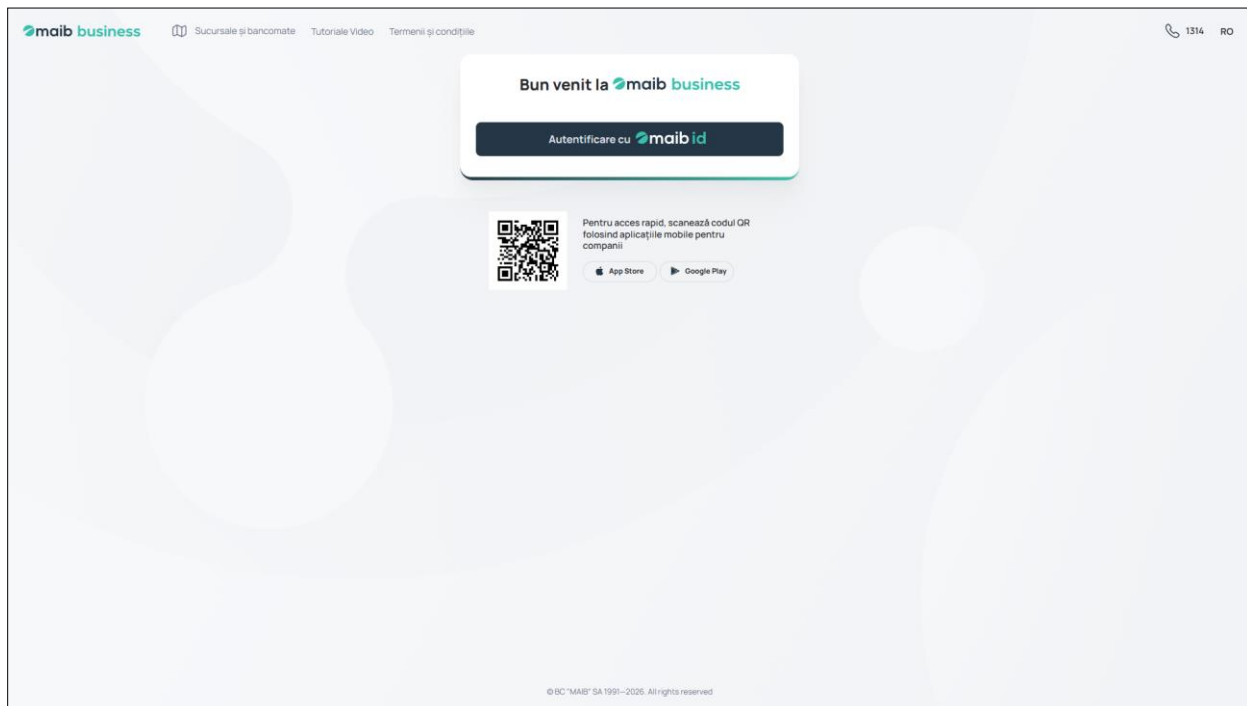 maib business
Sucursale și bancomate
Tutoriale Video
Termenii și condițiile
1314
RO
Bun venit la maib business
Autentificare cu maib id
Pentru acces rapid, scanează codul QR
folosind aplicațiile mobile pentru
companii
App Store
Google Play
© BC "MAIB" SA 1991—2026. All rights reserved